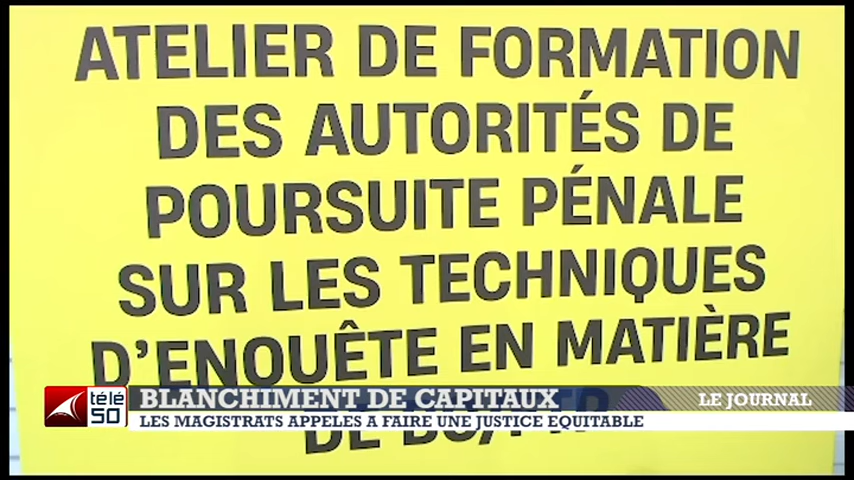 ATELIER DE FORMATION
DES AUTORITÉS DE
POURSUITE PÉNALE
SUR LES TECHNIQUES
D'ENQUÊTE EN MATIÈRE
DE
télé
50
BLANCHIMENT DE CAPITAUX
LE JOURNAL
LES MAGISTRATS APPELES A FAIRE UNE JUSTICE EQUITABLE